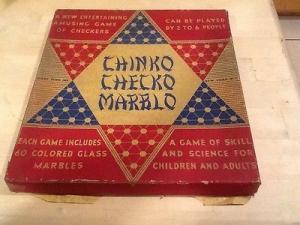 A NEW ENTERTAINING
AMUSING GAME
OF CHECKERS
CAN BE PLAYED
BY 2 TO 6 PEOPLE
CHINKO
CHECKO
MARBLO
EACH GAME INCLUDES
60 COLORED GLASS
MARBLES
A GAME OF SKILL
AND SCIENCE FOR
CHILDREN AND ADULTS